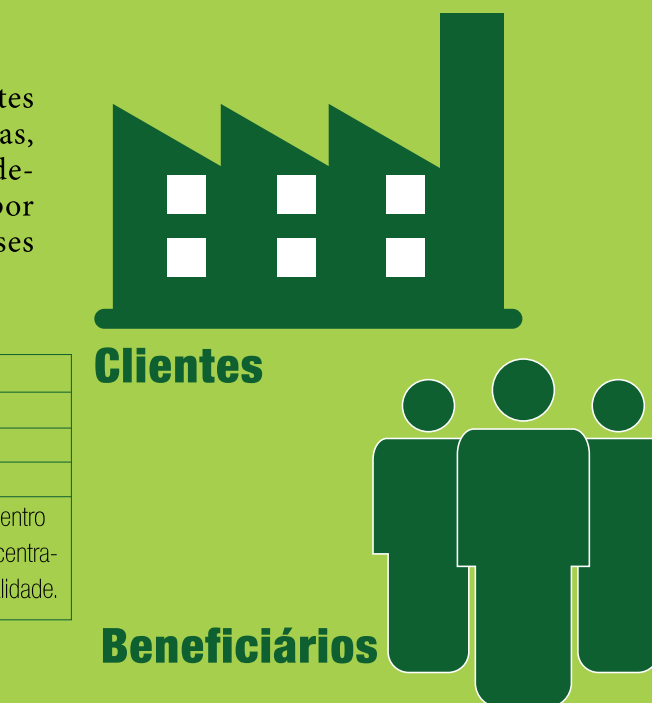 tes
as,
de-
por
ses
Clientes
entro
centra-
lidade.
Beneficiários